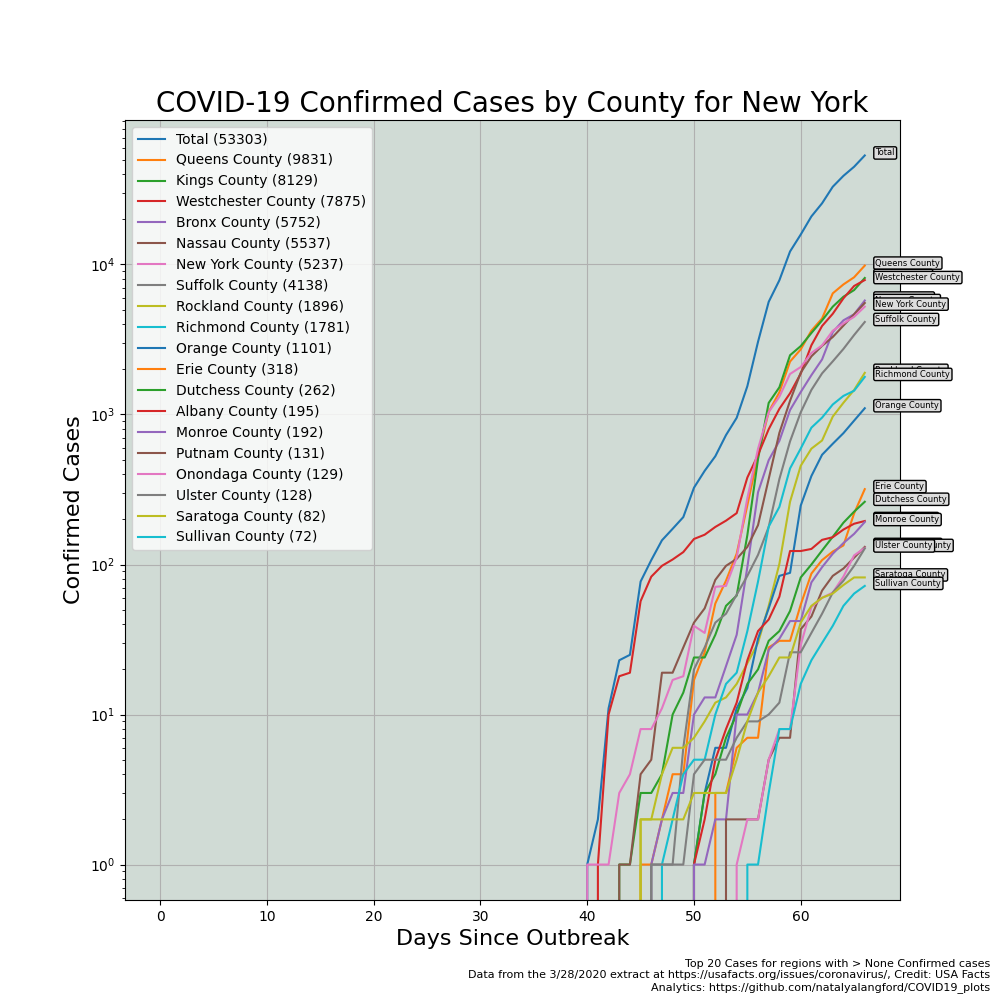 COVID-19 Confirmed Cases by County for New York
Total (53303)
Queens County (9831)
Kings County (8129)
Westchester County (7875)
Bronx County (5752)
Nassau County (5537)
New York County (5237)
Suffolk County (4138)
Rockland County (1896)
Richmond County (1781)
Orange County (1101)
Erie County (318)
Dutchess County (262)
Albany County (195)
Monroe County (192)
Putnam County (131)
Onondaga County (129)
Ulster County (128)
Saratoga County (82)
Sullivan County (72)
Total
Queens County
Westchester County
New York County
Suffolk County
Richmond County
Orange County
Erie County
Dutchess County
Monroe County
Ulster County
Saratoga County
Sullivan County
Confirmed Cases
10⁴
10³
10²
10¹
10⁰
0 10 20 30 40 50 60
Days Since Outbreak
Top 20 Cases for regions with > None Confirmed cases
Data from the 3/28/2020 extract at https://usafacts.org/issues/coronavirus/, Credit: USA Facts
Analytics: https://github.com/natalyalangford/COVID19_plots